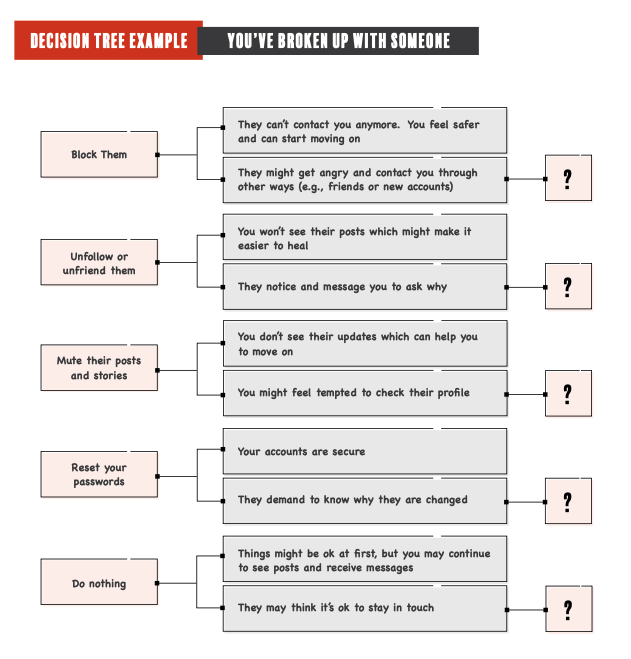 DECISION TREE EXAMPLE
YOU'VE BROKEN UP WITH SOMEONE
Block Them
They can't contact you anymore. You feel safer
and can start moving on
They might get angry and contact you through
other ways (e.g., friends or new accounts)
?
Unfollow or
unfriend them
You won't see their posts which might make it
easier to heal
They notice and message you to ask why
?
Mute their posts
and stories
You don't see their updates which can help you
to move on
You might feel tempted to check their profile
?
Reset your
passwords
Your accounts are secure
They demand to know why they are changed
?
Do nothing
Things might be ok at first, but you may continue
to see posts and receive messages
They may think it's ok to stay in touch
?